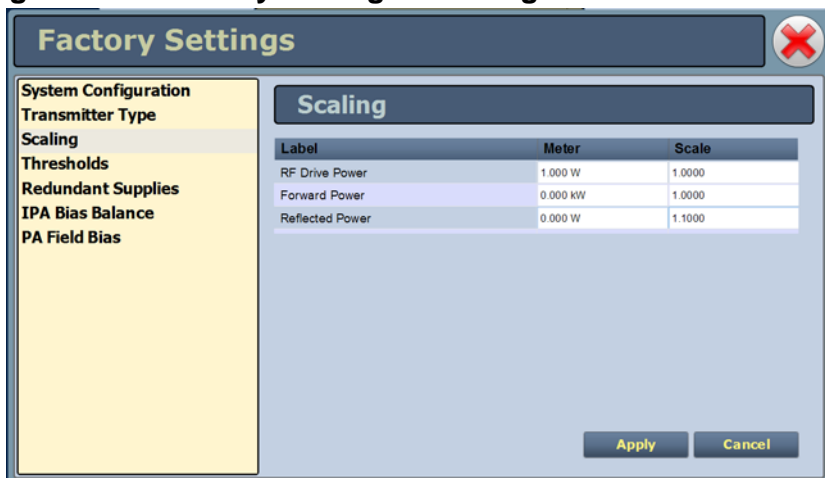 Factory Settings
System Configuration
Transmitter Type
Scaling
Thresholds
Redundant Supplies
IPA Bias Balance
PA Field Bias
Scaling
Label Meter Scale
RF Drive Power 1.000 W 1.0000
Forward Power 0.000 kW 1.0000
Reflected Power 0.000 W 1.1000
Apply Cancel